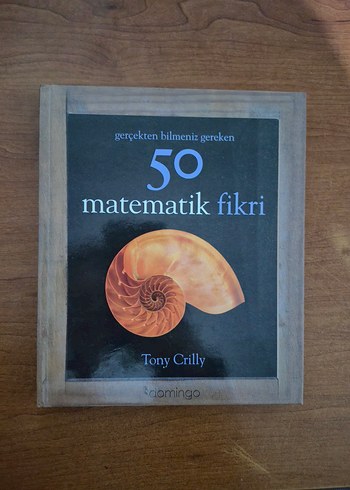 gerçekten bilmeniz gereken
50
matematik fikri
Tony Crilly
domingo